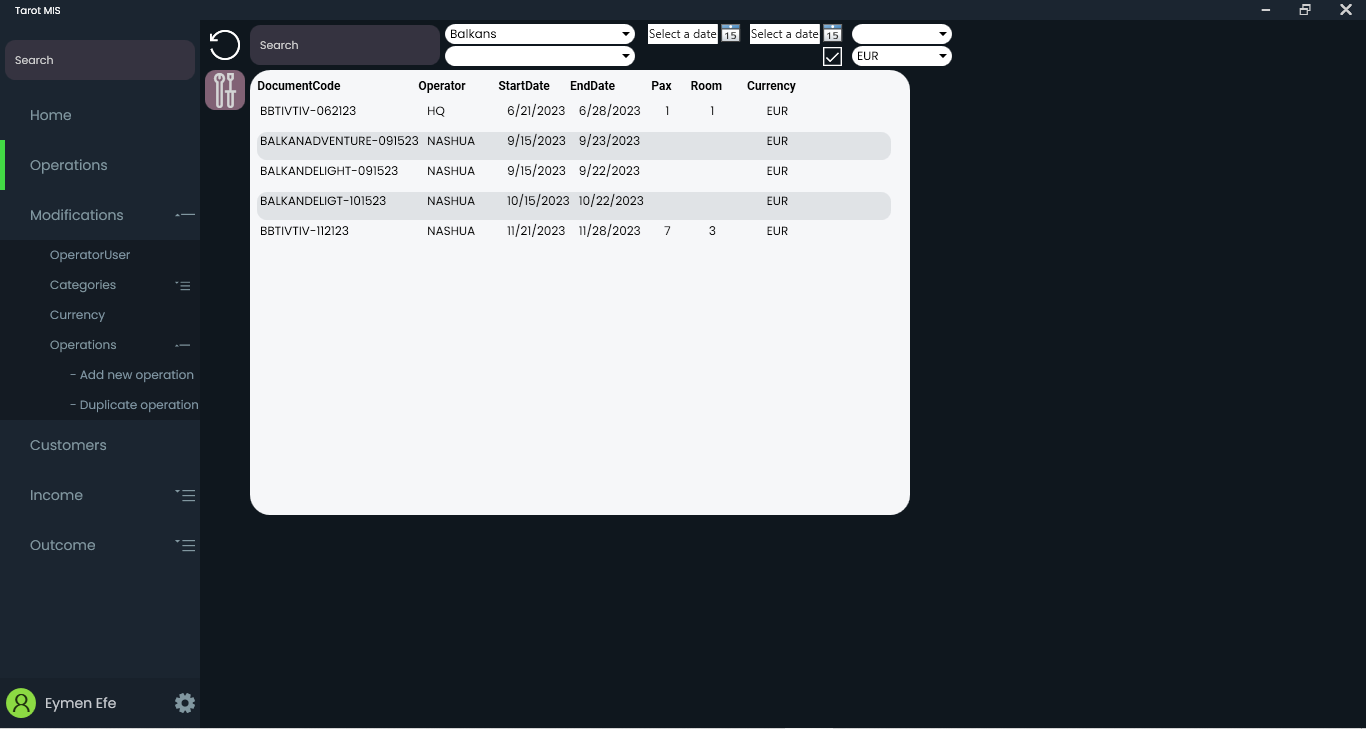 Tarot MIS
Search
Home
Operations
Modifications
OperatorUser
Categories
Currency
Operations
- Add new operation
- Duplicate operation
Customers
Income
Outcome
Eymen Efe
Search
Balkans
Select a date 15 Select a date 15
EUR
DocumentCode Operator StartDate EndDate Pax Room Currency
BBTIVTIV-062123 HQ 6/21/2023 6/28/2023 1 1 EUR
BALKANADVENTURE-091523 NASHUA 9/15/2023 9/23/2023 EUR
BALKANDELIGHT-091523 NASHUA 9/15/2023 9/22/2023 EUR
BALKANDELIGT-101523 NASHUA 10/15/2023 10/22/2023 EUR
BBTIVTIV-112123 NASHUA 11/21/2023 11/28/2023 7 3 EUR